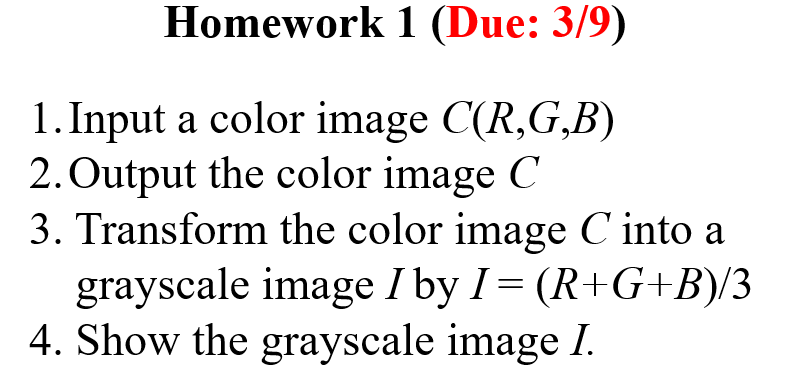 Homework 1 (Due: 3/9)
1. Input a color image C(R,G,B)
2. Output the color image C
3. Transform the color image C into a
grayscale image I by I = (R+G+B)/3
4. Show the grayscale image I.